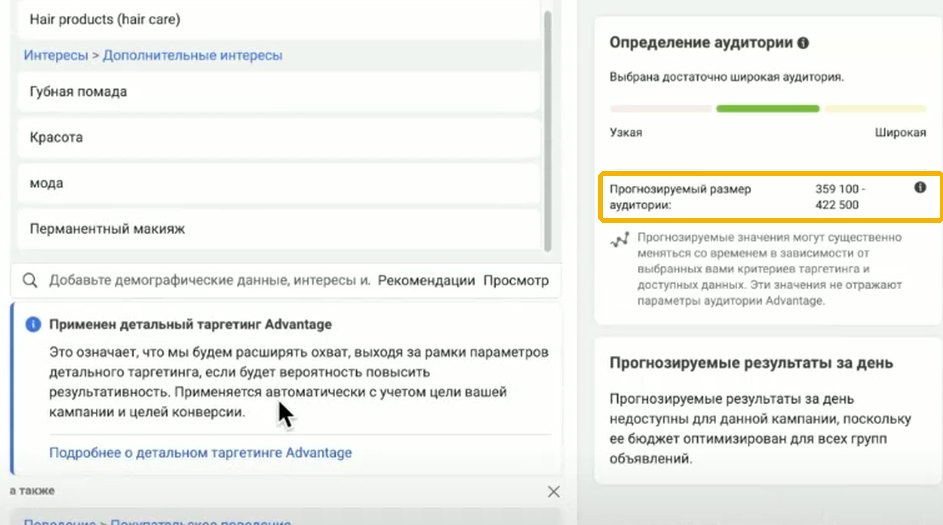 Hair products (hair care)
Интересы > Дополнительные интересы
Губная помада
Красота
мода
Перманентный макияж
Добавьте демографические данные, интересы и. Рекомендации Просмотр
Применен детальный таргетинг Advantage
Это означает, что мы будем расширять охват, выходя за рамки параметров
детального таргетинга, если будет вероятность повысить
результативность. Применяется автоматически с учетом цели вашей
кампании и целей конверсии.
Подробнее о детальном таргетинге Advantage
а также
Поведение > Покупательское поведение
Определение аудитории
Выбрана достаточно широкая аудитория.
Узкая Широкая
Прогнозируемый размер 359 100 -
аудитории: 422 500
Прогнозируемые значения могут существенно
меняться со временем в зависимости от
выбранных вами критериев таргетинга и
доступных данных. Эти значения не отражают
параметры аудитории Advantage.
Прогнозируемые результаты за день
Прогнозируемые результаты за день
недоступны для данной кампании, поскольку
ее бюджет оптимизирован для всех групп
объявлений.